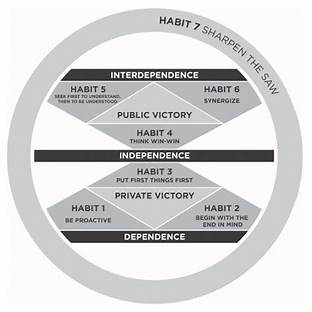 HABIT 7 SHARPEN THE SAW
INTERDEPENDENCE
HABIT 5
SEEK FIRST TO UNDERSTAND,
THEN TO BE UNDERSTOOD
HABIT 6
SYNERGIZE
PUBLIC VICTORY
HABIT 4
THINK WIN-WIN
INDEPENDENCE
HABIT 3
PUT FIRST THINGS FIRST
PRIVATE VICTORY
HABIT 1
BE PROACTIVE
HABIT 2
BEGIN WITH THE
END IN MIND
DEPENDENCE